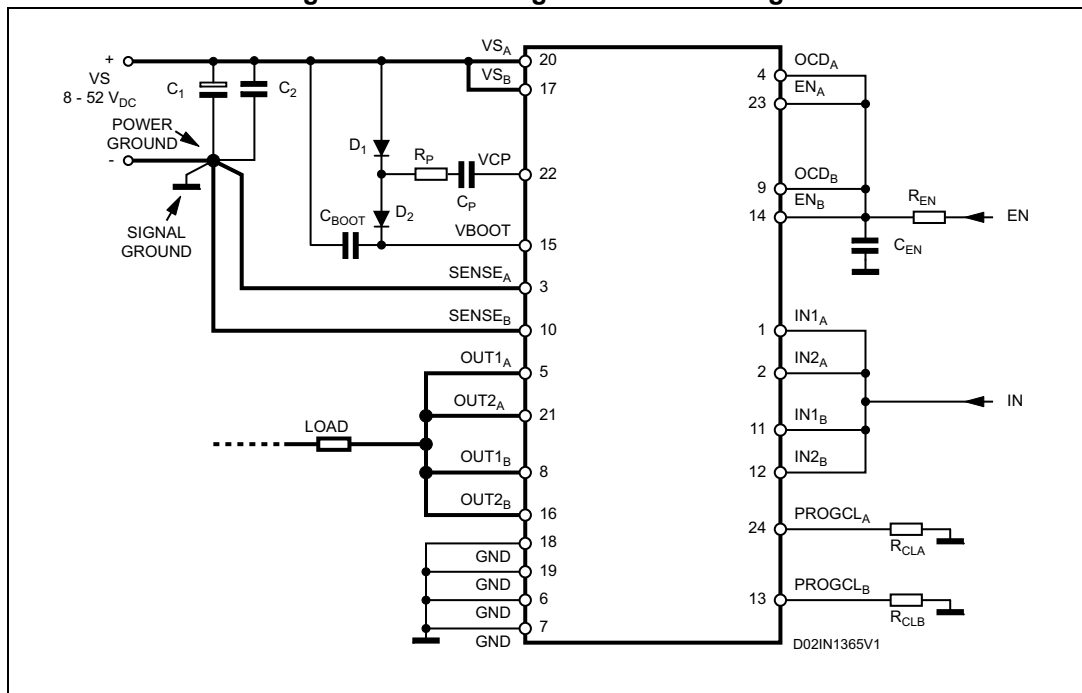 +
VS
8 - 52 VDC
C1
C2
POWER
GROUND
-
SIGNAL
GROUND
D1
RP
CP
VCP
D2
CBOOT
VBOOT
VSA
20
VSB
17
22
15
SENSEA
3
SENSEB
10
OUT1A
5
OUT2A
21
LOAD
OUT1B
8
OUT2B
16
18
GND
19
GND
6
GND
7
GND
4
OCDA
23
ENA
9
OCDB
14
ENB
REN
EN
CEN
1
IN1A
2
IN2A
IN
11
IN1B
12
IN2B
24
PROGCLA
RCLA
13
PROGCLB
RCLB
D02IN1365V1